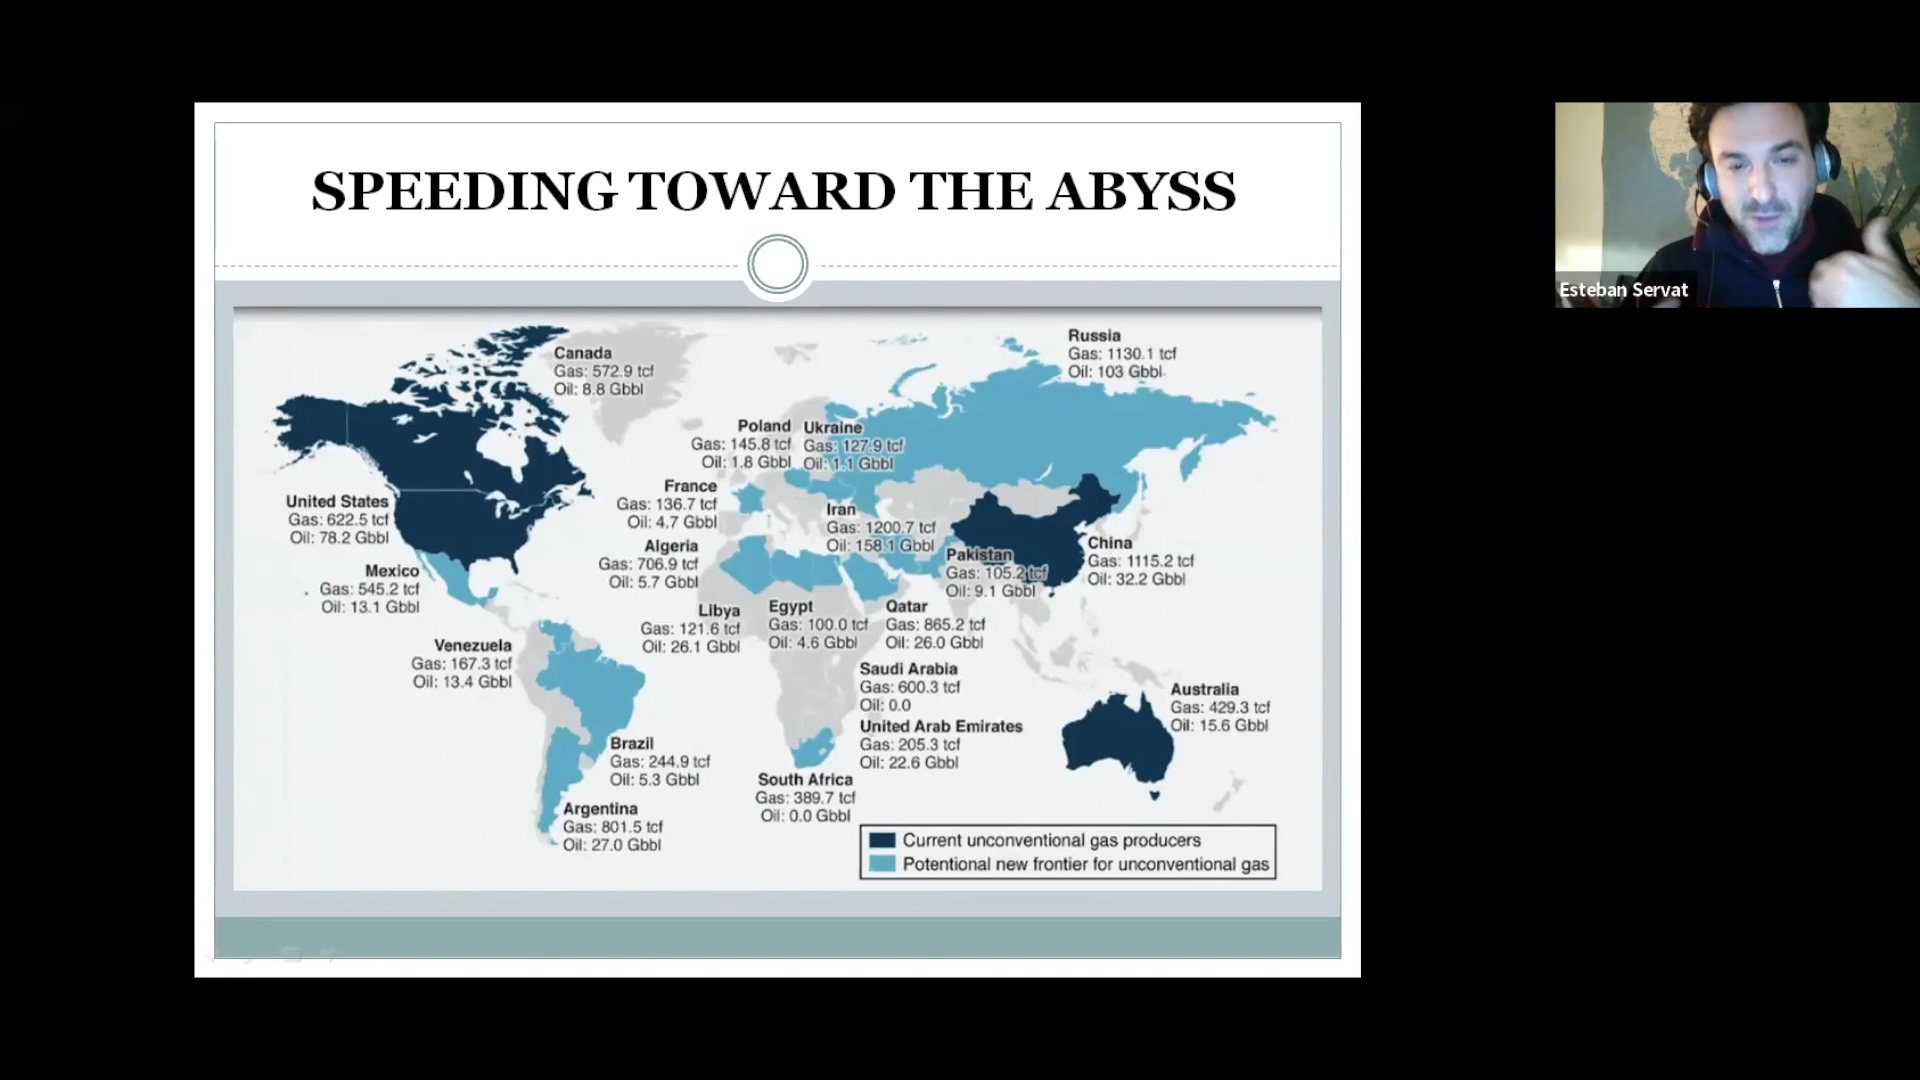 SPEEDING TOWARD THE ABYSS
Canada
Gas: 572.9 tcf
Oil: 8.8 Gbbl
Russia
Gas: 1130.1 tcf
Oil: 103 Gbbl
Poland
Gas: 145.8 tcf
Oil: 1.8 Gbbl
Ukraine
Gas: 127.9 tcf
Oil: 1.1 Gbbl
France
Gas: 136.7 tcf
Oil: 4.7 Gbbl
United States
Gas: 622.5 tcf
Oil: 78.2 Gbbl
Iran
Gas: 1200.7 tcf
Oil: 158.1 Gbbl
Algeria
Gas: 706.9 tcf
Oil: 5.7 Gbbl
Pakistan
Gas: 105.2 tcf
Oil: 9.1 Gbbl
China
Gas: 1115.2 tcf
Oil: 32.2 Gbbl
Mexico
Gas: 545.2 tcf
Oil: 13.1 Gbbl
Libya
Gas: 121.6 tcf
Oil: 26.1 Gbbl
Egypt
Gas: 100.0 tcf
Oil: 4.6 Gbbl
Qatar
Gas: 865.2 tcf
Oil: 26.0 Gbbl
Venezuela
Gas: 167.3 tcf
Oil: 13.4 Gbbl
Saudi Arabia
Gas: 600.3 tcf
Oil: 0.0
Australia
Gas: 429.3 tcf
Oil: 15.6 Gbbl
United Arab Emirates
Gas: 205.3 tcf
Oil: 22.6 Gbbl
Brazil
Gas: 244.9 tcf
Oil: 5.3 Gbbl
South Africa
Gas: 389.7 tcf
Oil: 0.0 Gbbl
Argentina
Gas: 801.5 tcf
Oil: 27.0 Gbbl
Current unconventional gas producers
Potentional new frontier for unconventional gas
Esteban Servat